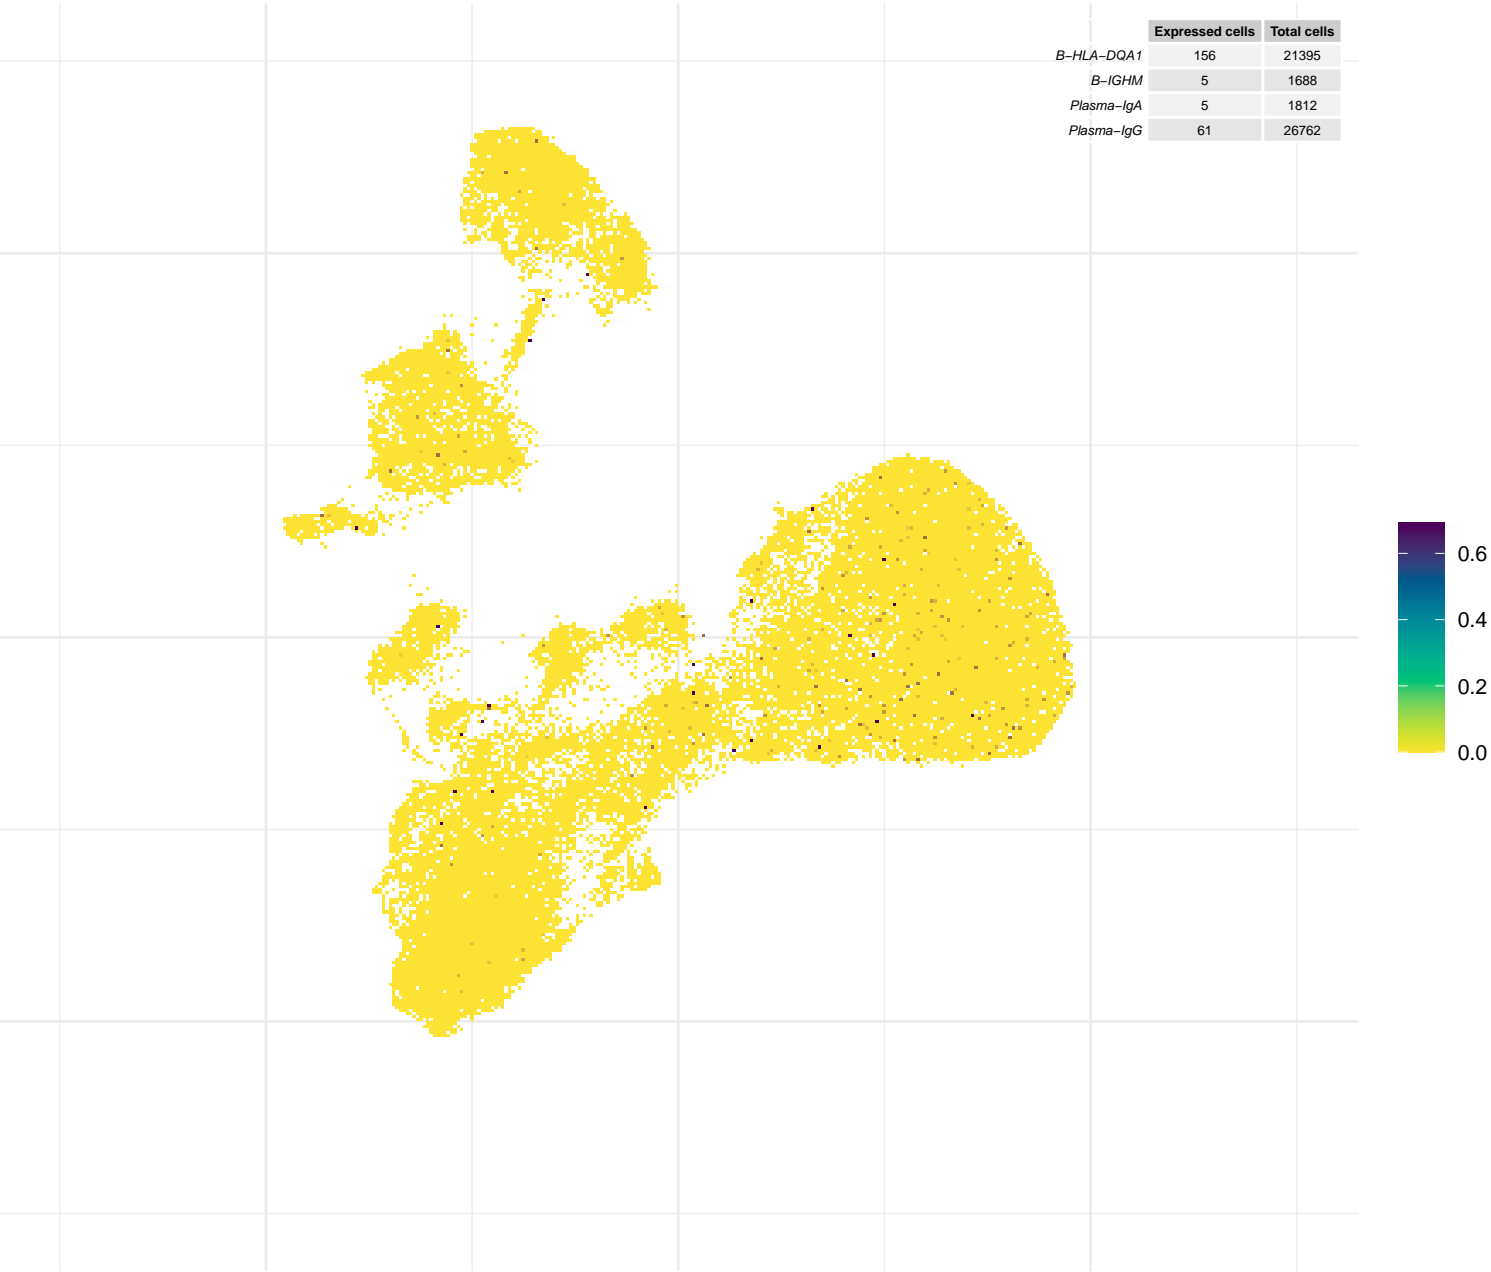 Expressed cells Total cells
B−HLA−DQA1 156 21395
B−IGHM 5 1688
Plasma−IgA 5 1812
Plasma−IgG 61 26762
0.6
0.4
0.2
0.0